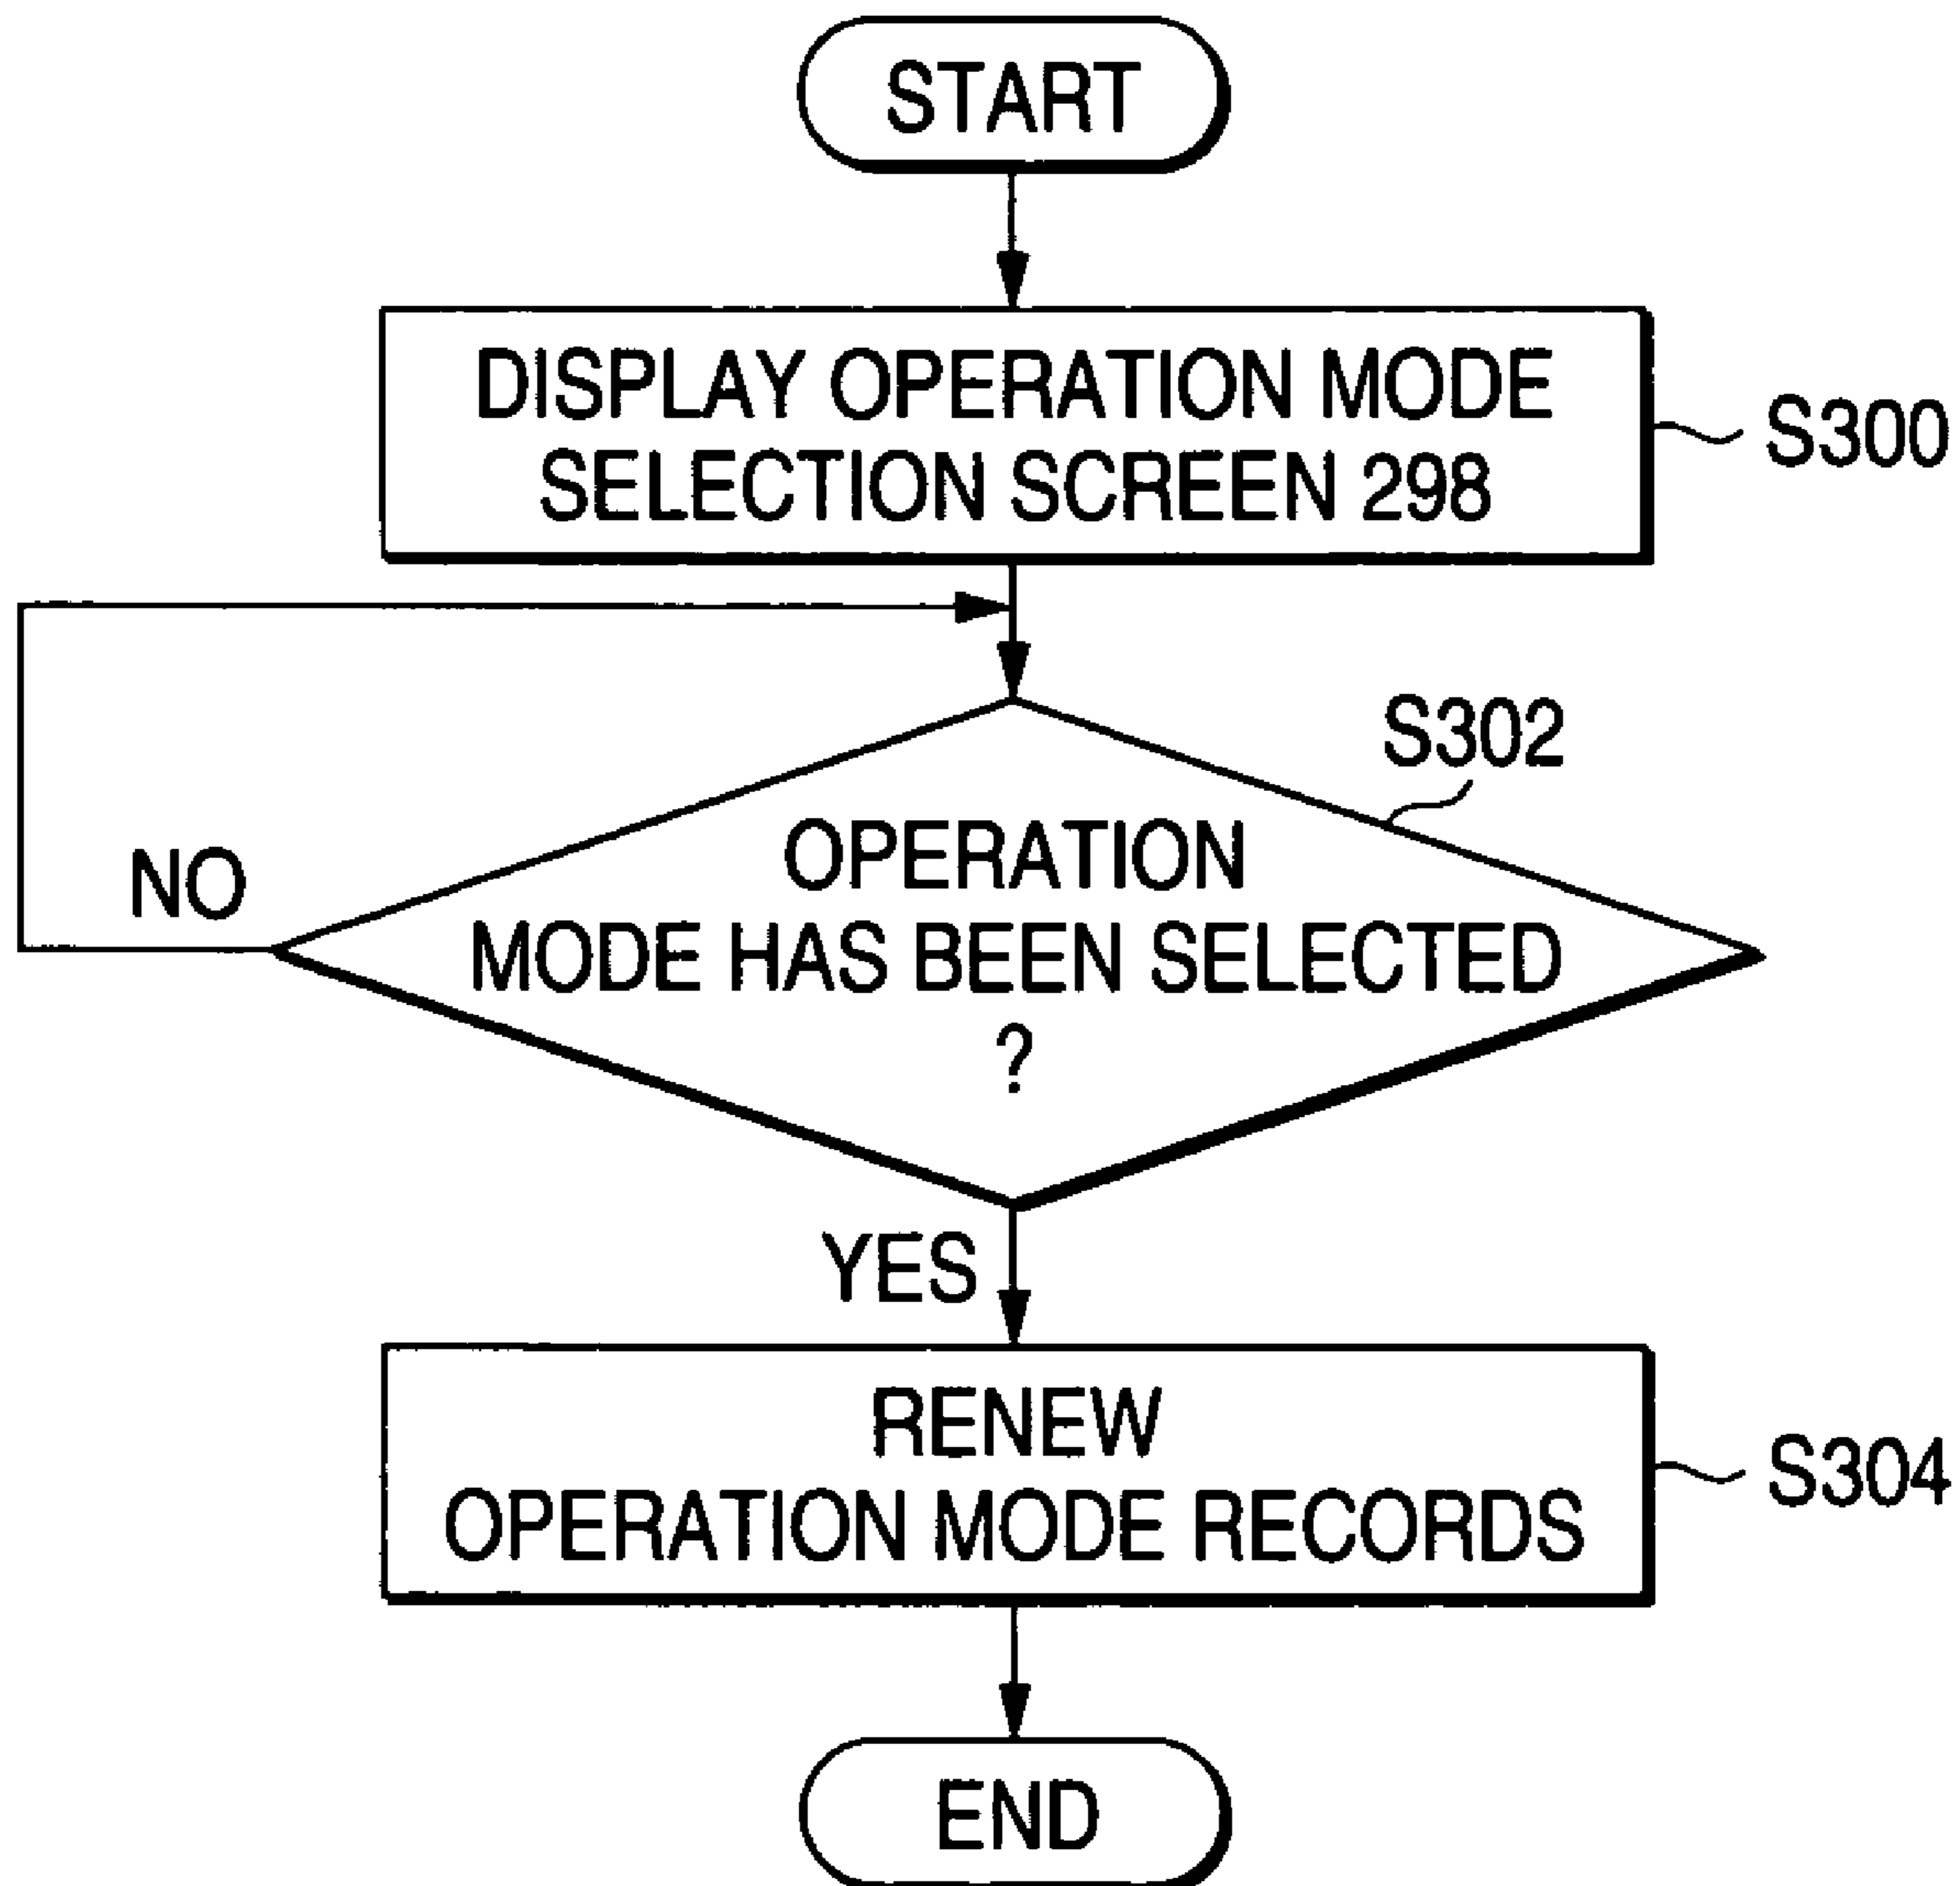 START
DISPLAY OPERATION MODE
SELECTION SCREEN 298
S300
S302
OPERATION
MODE HAS BEEN SELECTED
?
NO
YES
RENEW
OPERATION MODE RECORDS
S304
END